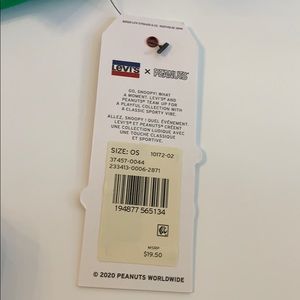 Levi's × PEANUTS
GO, SNOOPY! WHAT
A MOMENT. LEVI'S® AND
PEANUTS® TEAM UP FOR
A PLAYFUL COLLECTION WITH
A CLASSIC SPORTY VIBE.
ALLEZ, SNOOPY ! QUEL ÉVÉNEMENT.
LEVI'S® ET PEANUTS® CRÉENT
UNE COLLECTION LUDIQUE AVEC
UNE TOUCHE CLASSIQUE
ET SPORTIVE.
SIZE: OS 10172-02
37457-0044
233413-0006-2871
194877 565134
MSRP
$19.50
© 2020 PEANUTS WORLDWIDE